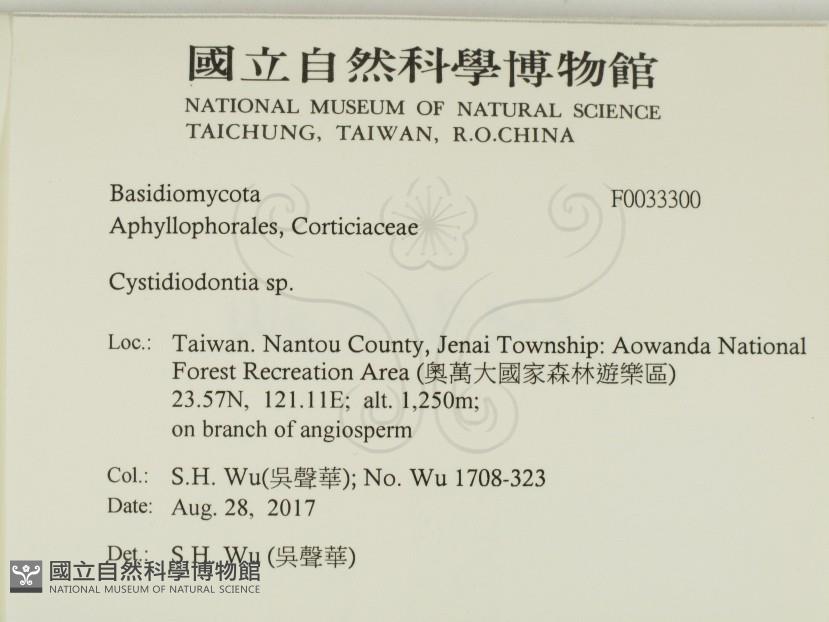 國立自然科學博物館
NATIONAL MUSEUM OF NATURAL SCIENCE
TAICHUNG, TAIWAN, R.O.CHINA
Basidiomycota F0033300
Aphyllophorales, Corticiaceae
Cystidiodontia sp.
Loc.: Taiwan. Nantou County, Jenai Township: Aowanda National
Forest Recreation Area (奧萬大國家森林遊樂區)
23.57N, 121.11E; alt. 1,250m;
on branch of angiosperm
Col.: S.H. Wu(吳聲華); No. Wu 1708-323
Date: Aug. 28, 2017
Det.: S.H. Wu (吳聲華)
國立自然科學博物館
NATIONAL MUSEUM OF NATURAL SCIENCE